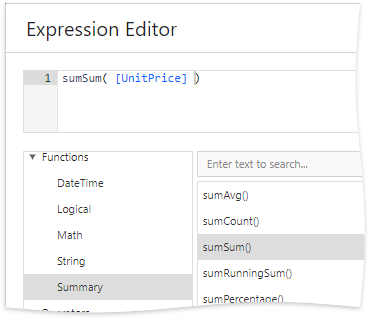 Expression Editor
1 sumSum( [UnitPrice] )
Functions
DateTime
Logical
Math
String
Summary
Enter text to search...
sumAvg()
sumCount()
sumSum()
sumRunningSum()
sumPercentage()